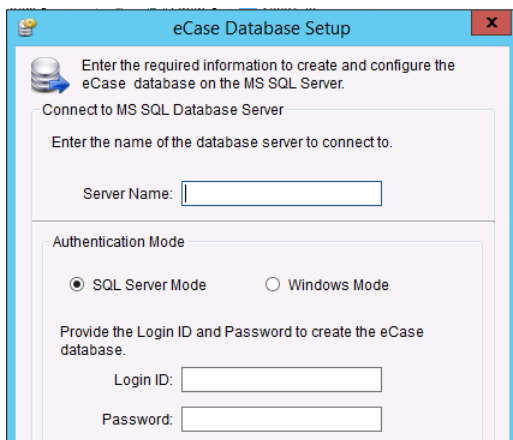 eCase Database Setup
x
Enter the required information to create and configure the
eCase database on the MS SQL Server.
Connect to MS SQL Database Server
Enter the name of the database server to connect to.
Server Name:
Authentication Mode
SQL Server Mode
Windows Mode
Provide the Login ID and Password to create the eCase
database.
Login ID:
Password: